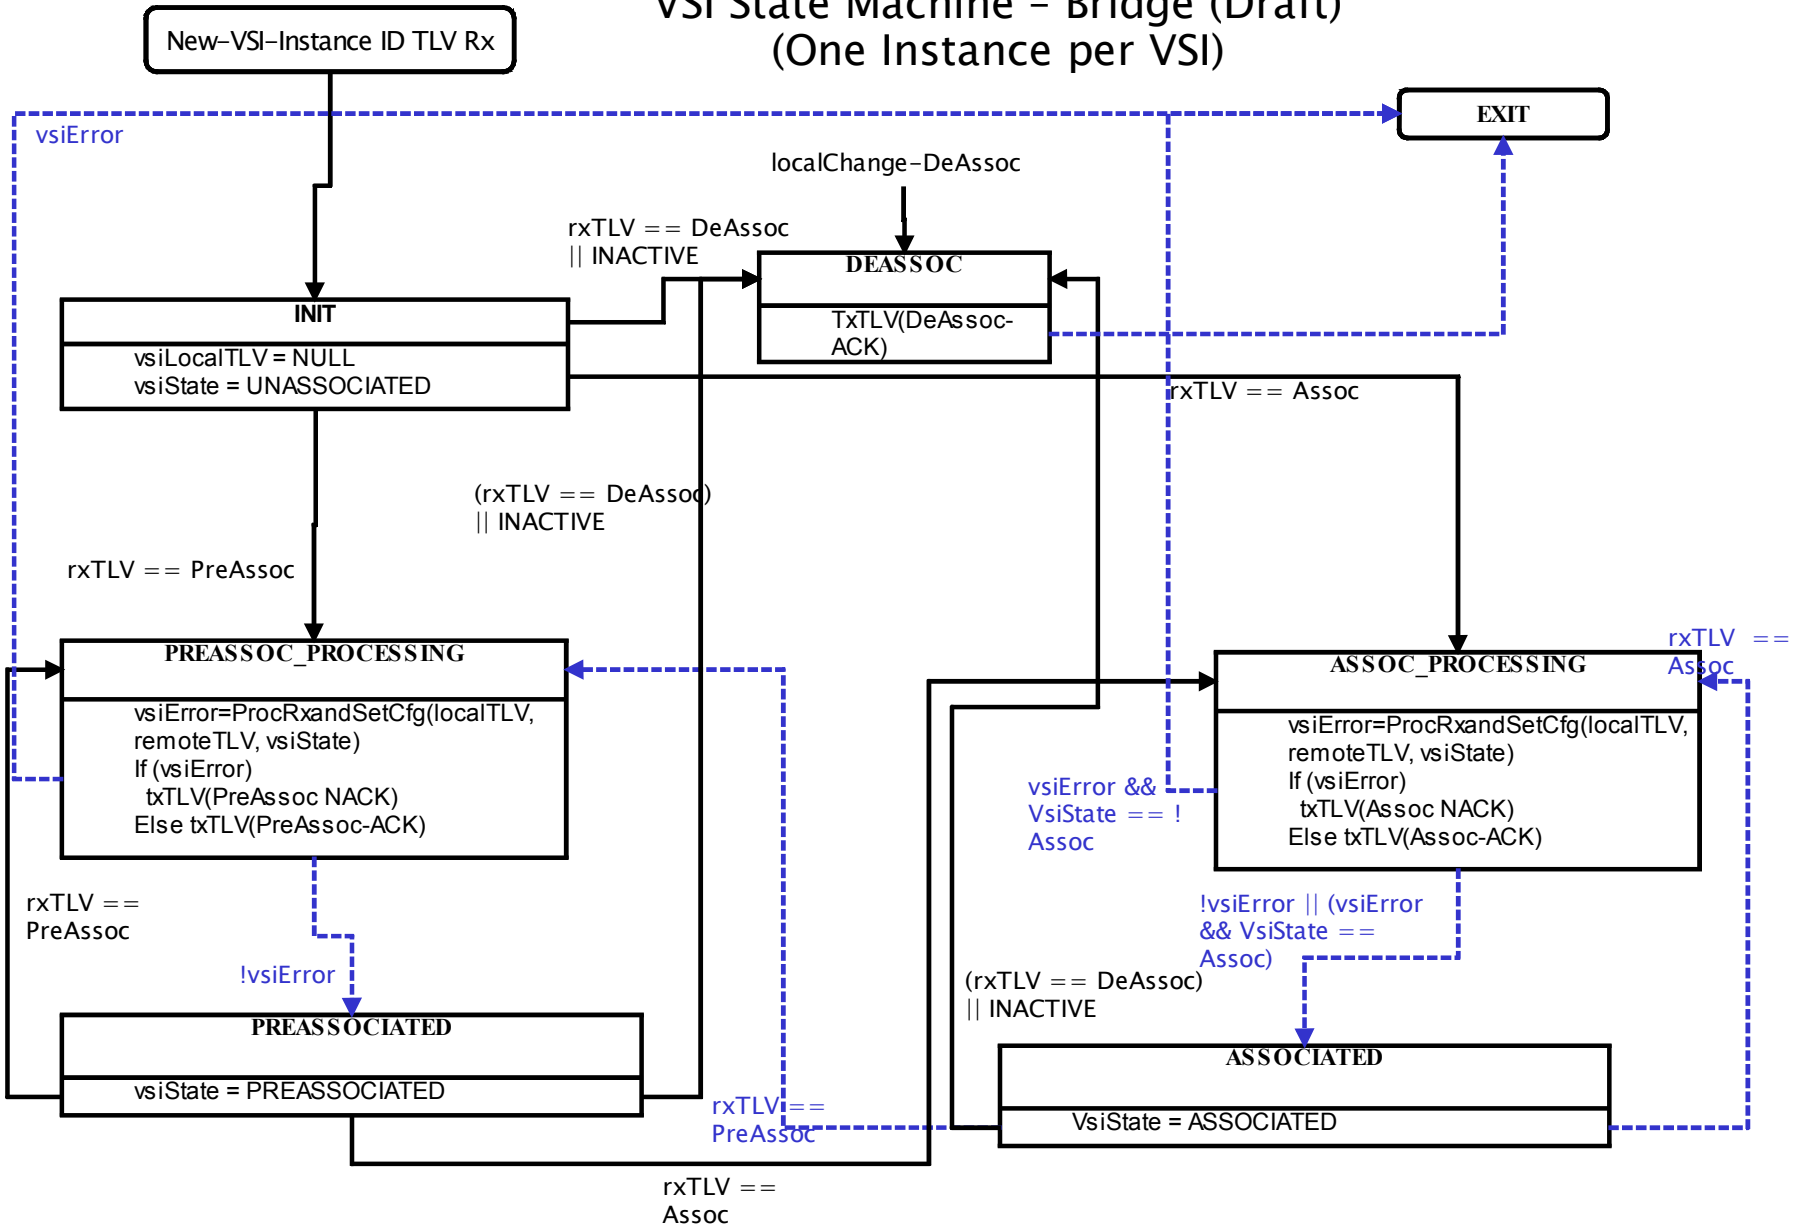 VSI State Machine – Bridge (Draft)
(One Instance per VSI)
New–VSI–Instance ID TLV Rx
EXIT
vsiError
localChange–DeAssoc
rxTLV == DeAssoc
|| INACTIVE
DEASSOC
TxTLV(DeAssoc-
ACK)
INIT
vsiLocalTLV = NULL
vsiState = UNASSOCIATED
rxTLV == Assoc
(rxTLV == DeAssoc)
|| INACTIVE
rxTLV == PreAssoc
PREASSOC_PROCESSING
vsiError=ProcRxandSetCfg(localTLV,
remoteTLV, vsiState)
If (vsiError)
txTLV(PreAssoc NACK)
Else txTLV(PreAssoc-ACK)
rxTLV ==
Assoc
ASSOC_PROCESSING
vsiError=ProcRxandSetCfg(localTLV,
remoteTLV, vsiState)
If (vsiError)
txTLV(Assoc NACK)
Else txTLV(Assoc-ACK)
vsiError &&
VsiState == !
Assoc
rxTLV ==
PreAssoc
!vsiError
!vsiError || (vsiError
&& VsiState ==
Assoc)
(rxTLV == DeAssoc)
|| INACTIVE
PREASSOCIATED
vsiState = PREASSOCIATED
ASSOCIATED
VsiState = ASSOCIATED
rxTLV ==
PreAssoc
rxTLV ==
Assoc